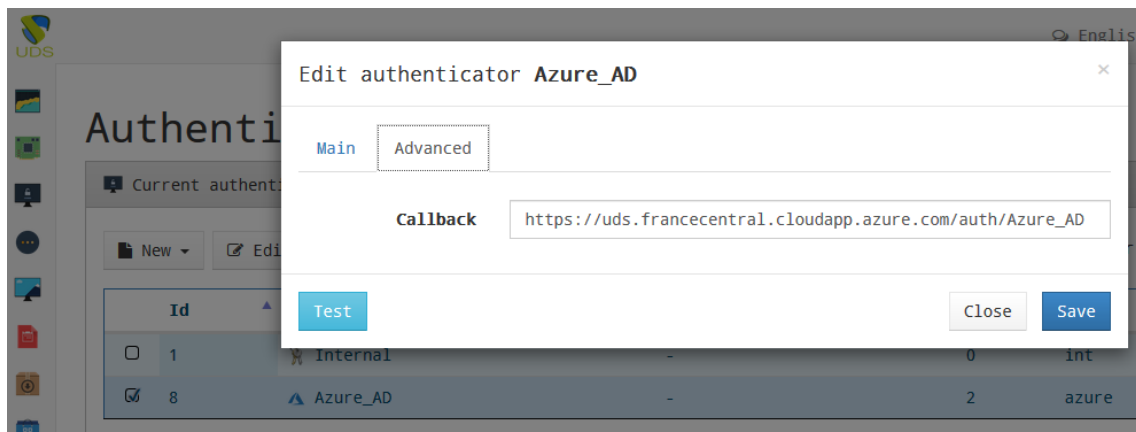 UDS
Englis
Edit authenticator Azure_AD
×
Authenti
Main Advanced
Current authenti
Callback https://uds.francecentral.cloudapp.azure.com/auth/Azure_AD
New Edi
Id
Test Close Save
1 Internal - 0 int
8 Azure_AD - 2 azure